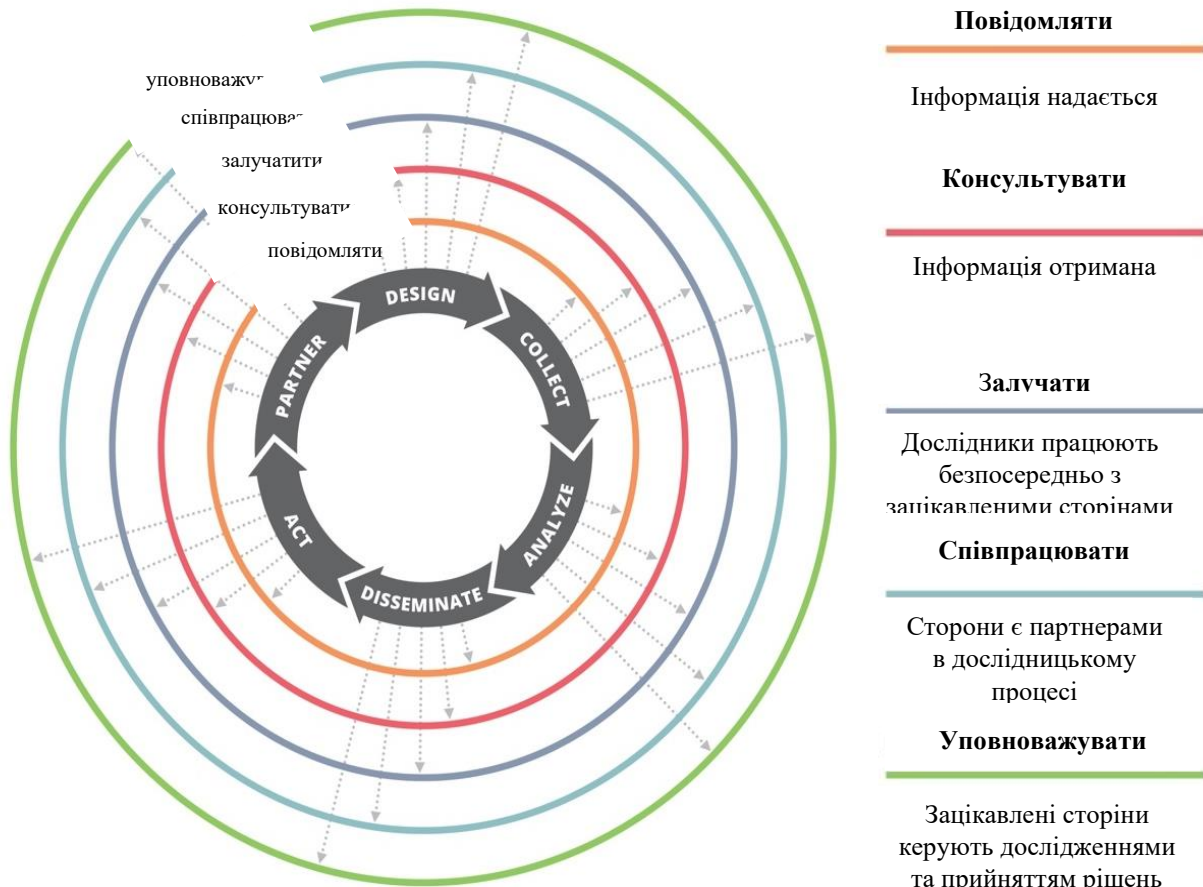 уповноважу
співпрацюва
залучатити
консультувати
повідомляти
DESIGN
COLLECT
ANALYZE
DISSEMINATE
ACT
PARTNER
Повідомляти
Інформація надається
Консультувати
Інформація отримана
Залучати
Дослідники працюють
безпосередньо з
зацікавленими сторінами
Співпрацювати
Сторони є партнерами
в дослідницькому
процесі
Уповноважувати
Зацікавлені сторіни
керують дослідженнями
та прийняттям рішень